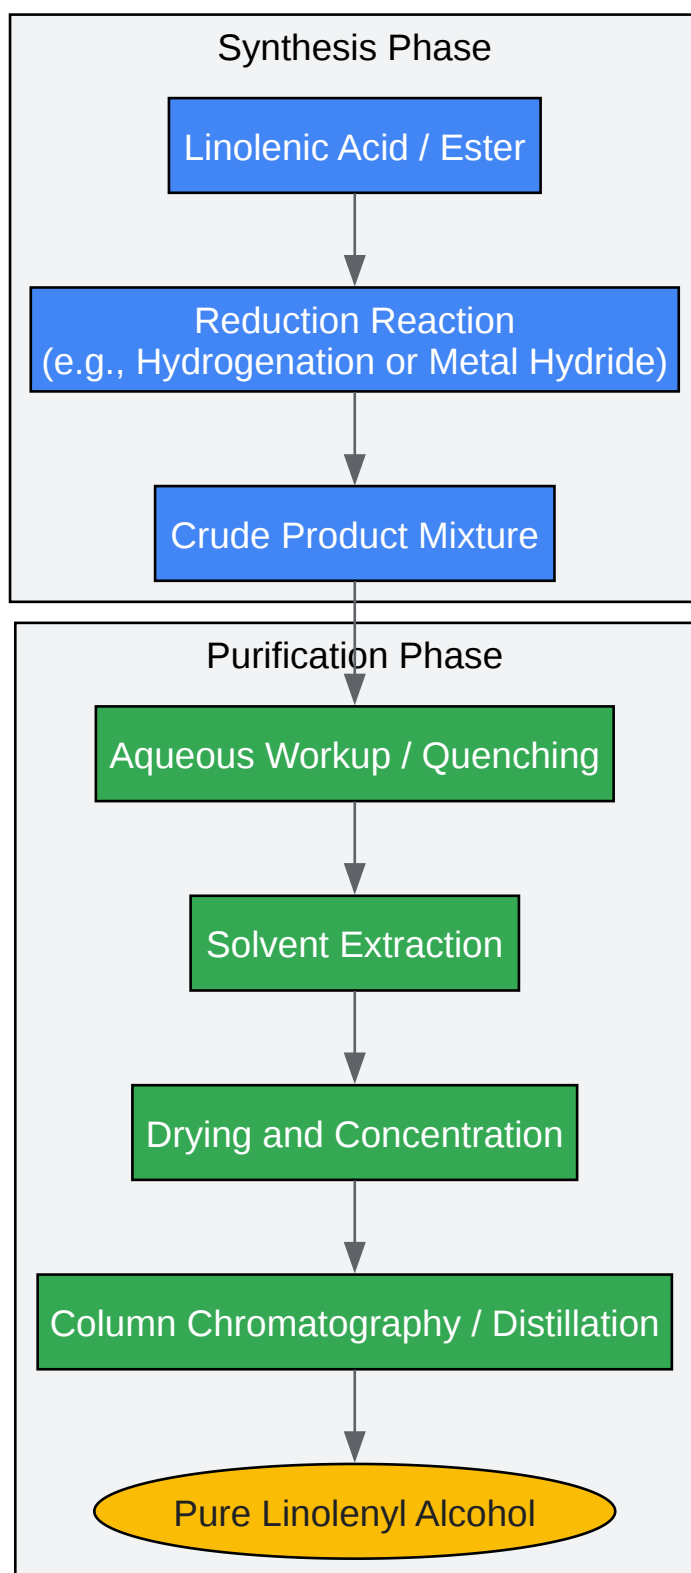 Synthesis Phase
Linolenic Acid / Ester
Reduction Reaction
(e.g., Hydrogenation or Metal Hydride)
Crude Product Mixture
Purification Phase
Aqueous Workup / Quenching
Solvent Extraction
Drying and Concentration
Column Chromatography / Distillation
Pure Linolenyl Alcohol